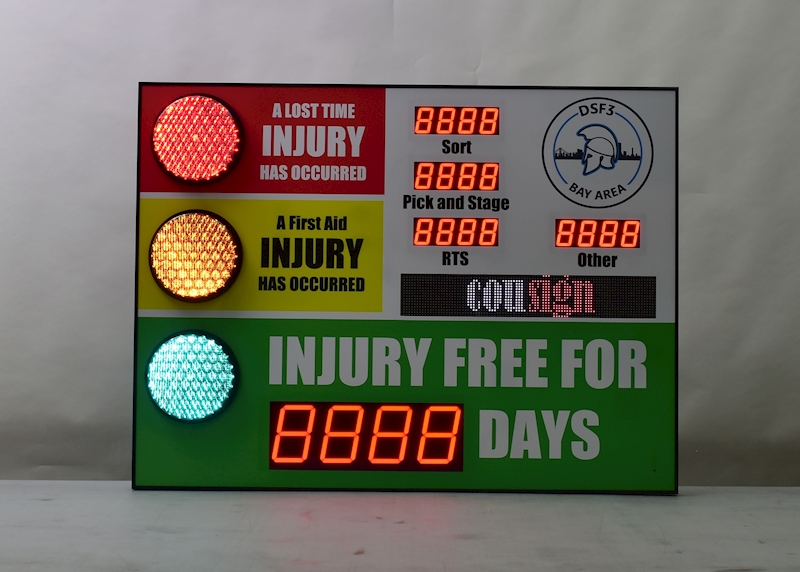 A LOST TIME
INJURY
HAS OCCURRED
A First Aid
INJURY
HAS OCCURRED
8888
Sort
8888
Pick and Stage
8888
RTS
DSF3
BAY AREA
8888
Other
cousign
INJURY FREE FOR
8888 DAYS